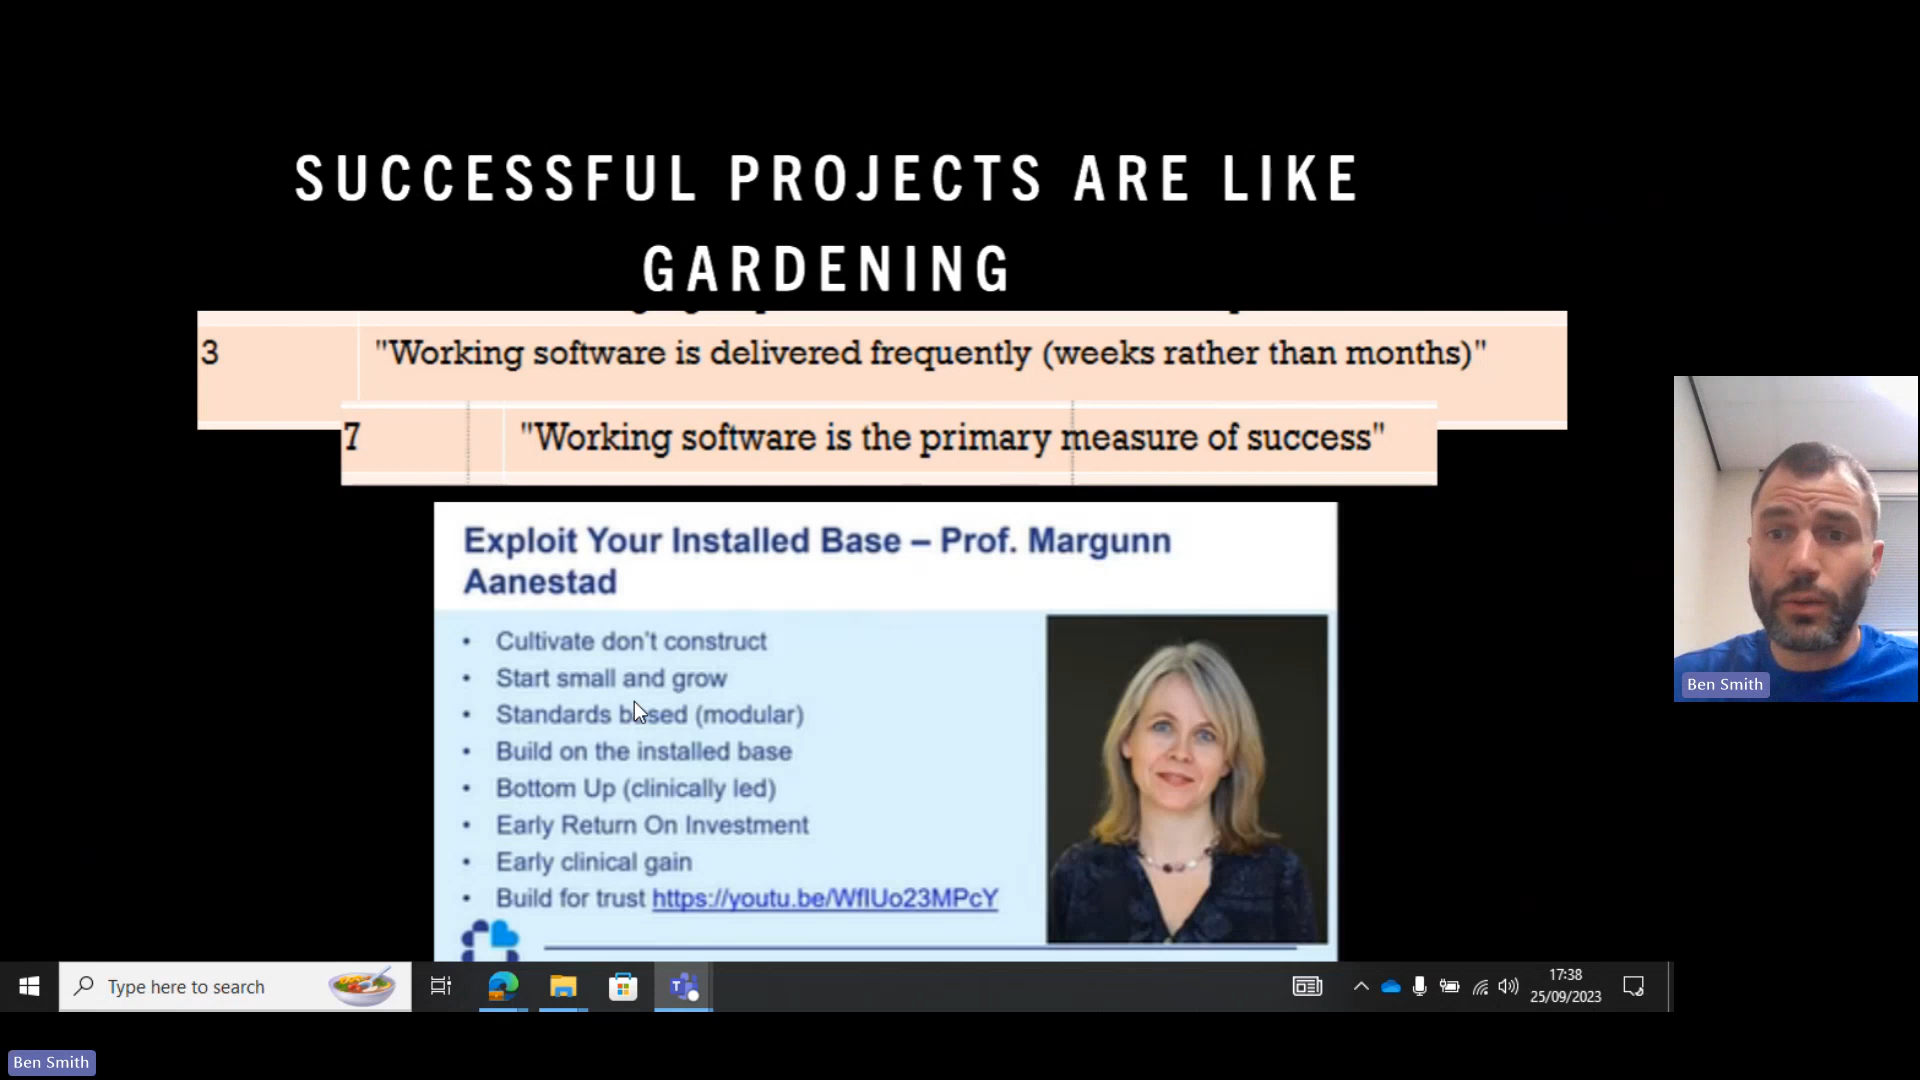 SUCCESSFUL PROJECTS ARE LIKE
GARDENING
3 "Working software is delivered frequently (weeks rather than months)"
7 "Working software is the primary measure of success"
Exploit Your Installed Base – Prof. Margunn
Aanestad
• Cultivate don't construct
• Start small and grow
• Standards based (modular)
• Build on the installed base
• Bottom Up (clinically led)
• Early Return On Investment
• Early clinical gain
• Build for trust https://youtu.be/WflUo23MPcY
Ben Smith
Type here to search
17:38
25/09/2023
Ben Smith